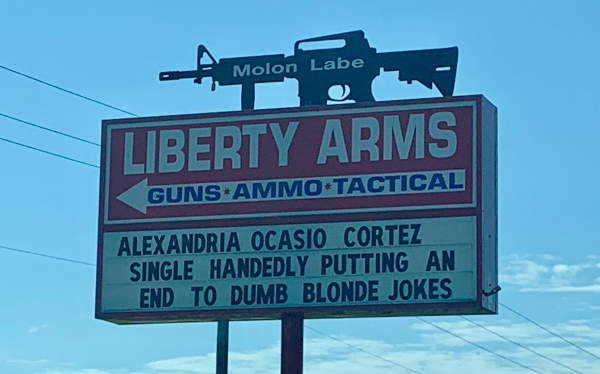 Molon Labe
LIBERTY ARMS
GUNS*AMMO*TACTICAL
ALEXANDRIA OCASIO CORTEZ
SINGLE HANDEDLY PUTTING AN
END TO DUMB BLONDE JOKES